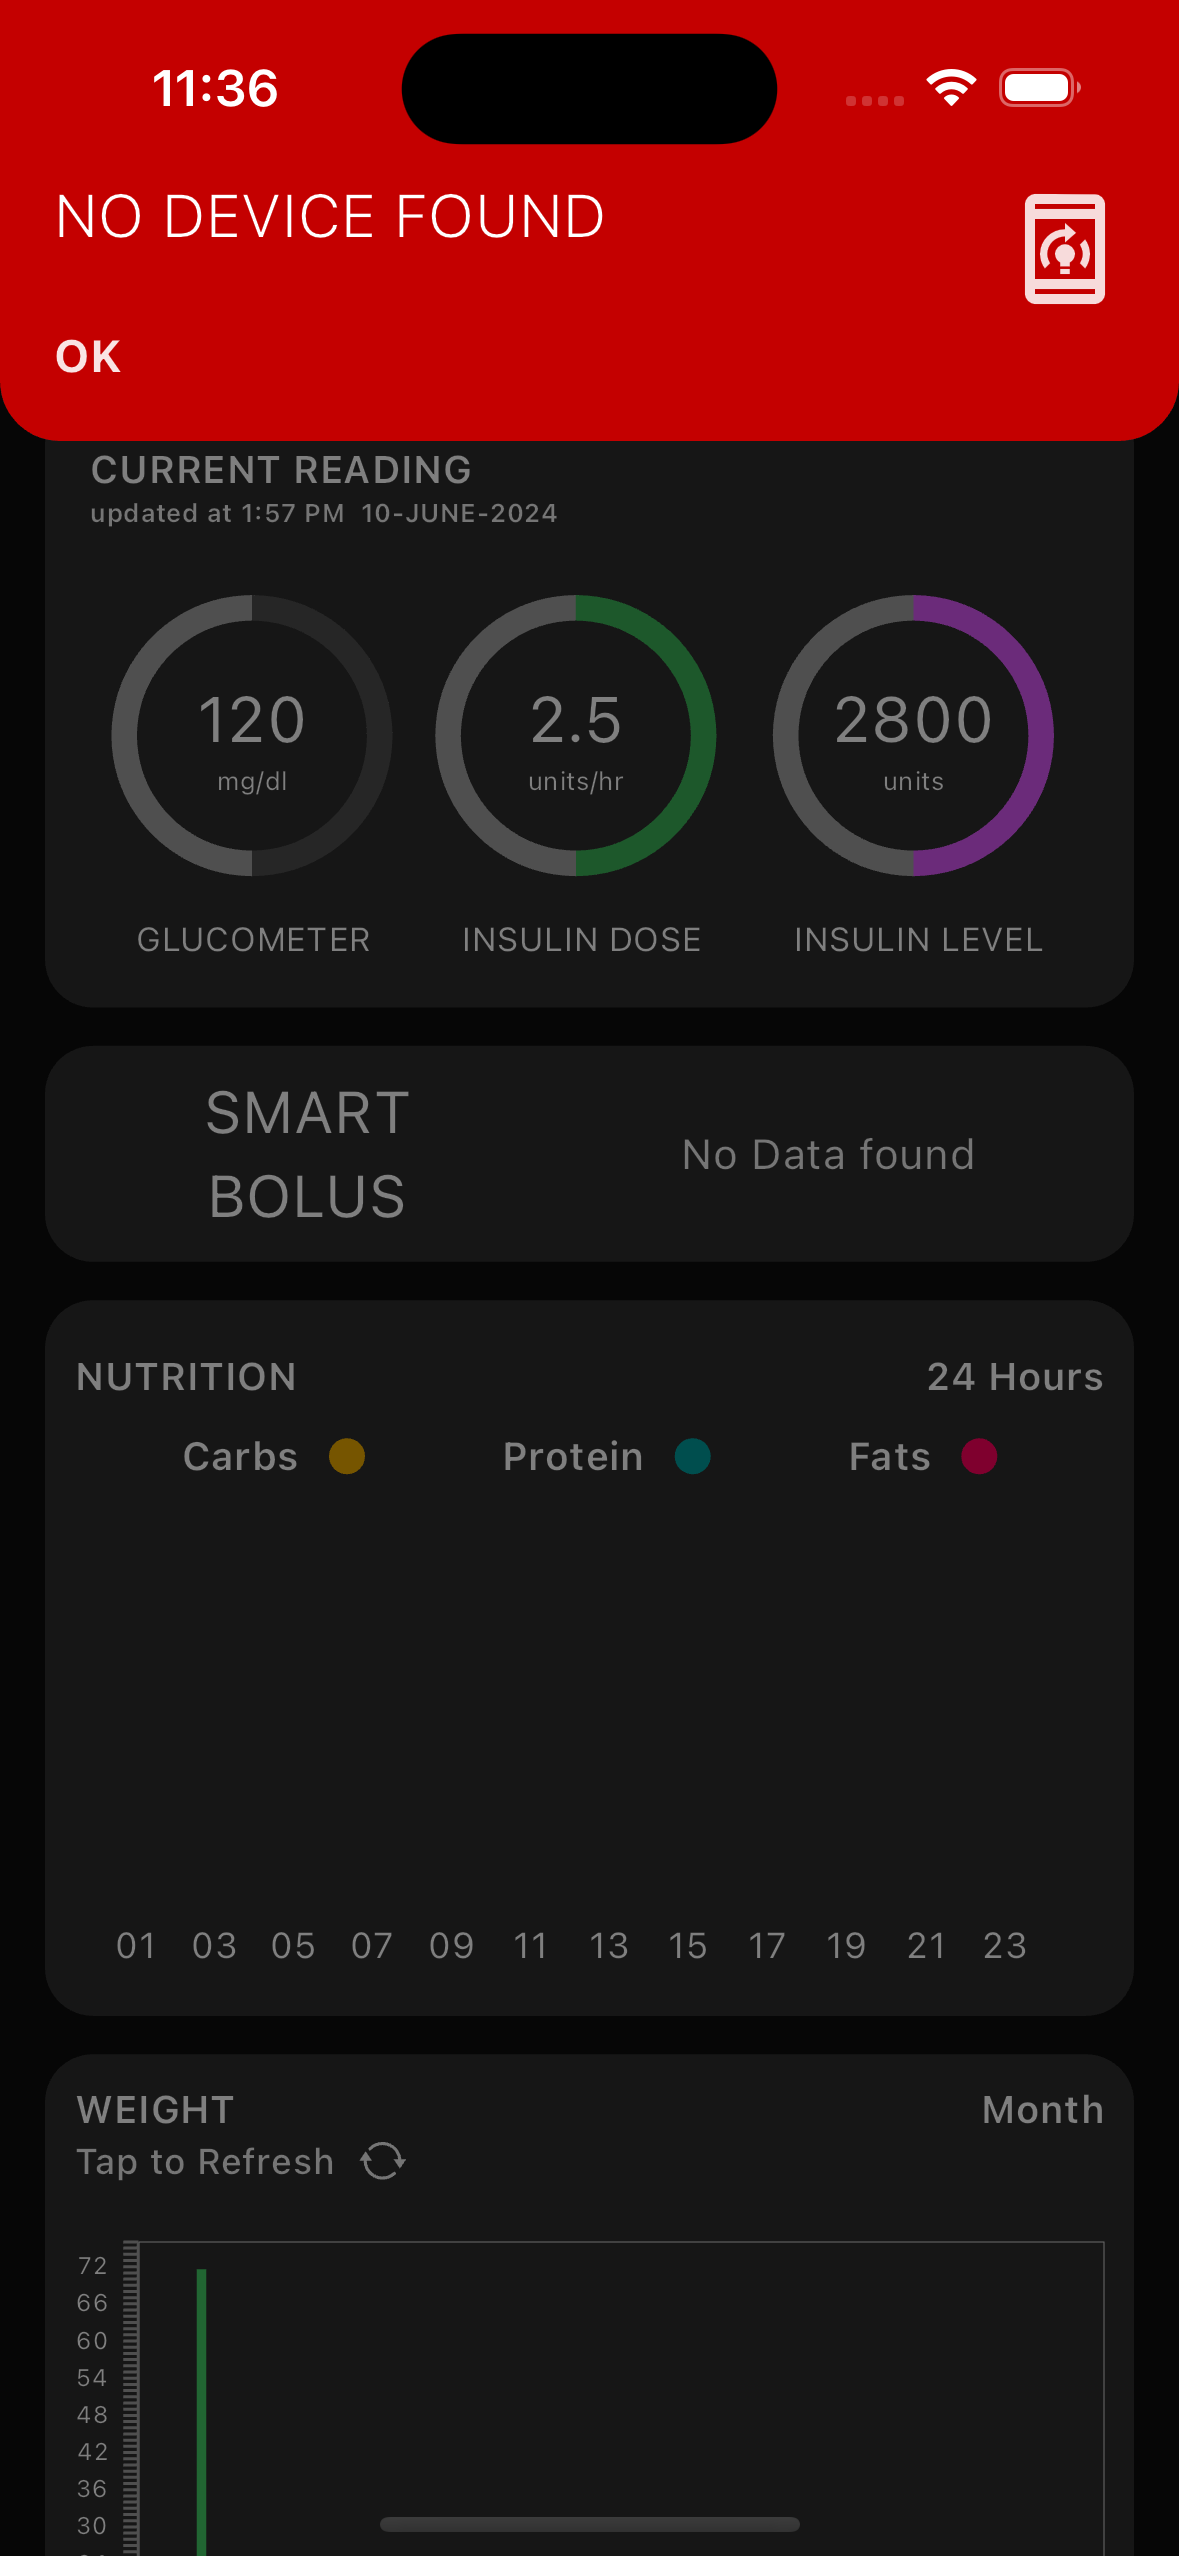 11:36
NO DEVICE FOUND
OK
CURRENT READING
updated at 1:57 PM 10-JUNE-2024
120
mg/dl
2.5
units/hr
2800
units
GLUCOMETER
INSULIN DOSE
INSULIN LEVEL
SMART
BOLUS
No Data found
NUTRITION
24 Hours
Carbs
Protein
Fats
01 03 05 07 09 11 13 15 17 19 21 23
WEIGHT
Month
Tap to Refresh
72
66
60
54
48
42
36
30